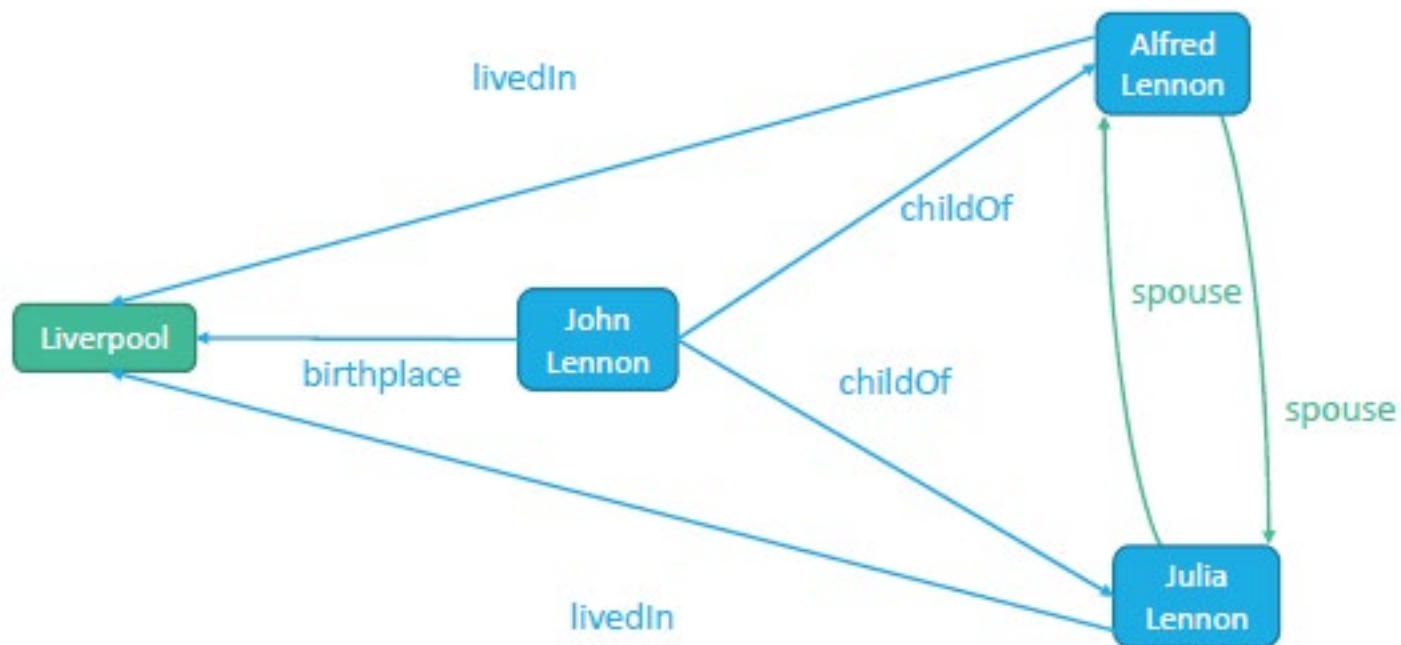 Alfred
Lennon
livedIn
childOf
spouse
Liverpool
John
Lennon
birthplace
childOf
spouse
Julia
Lennon
livedIn